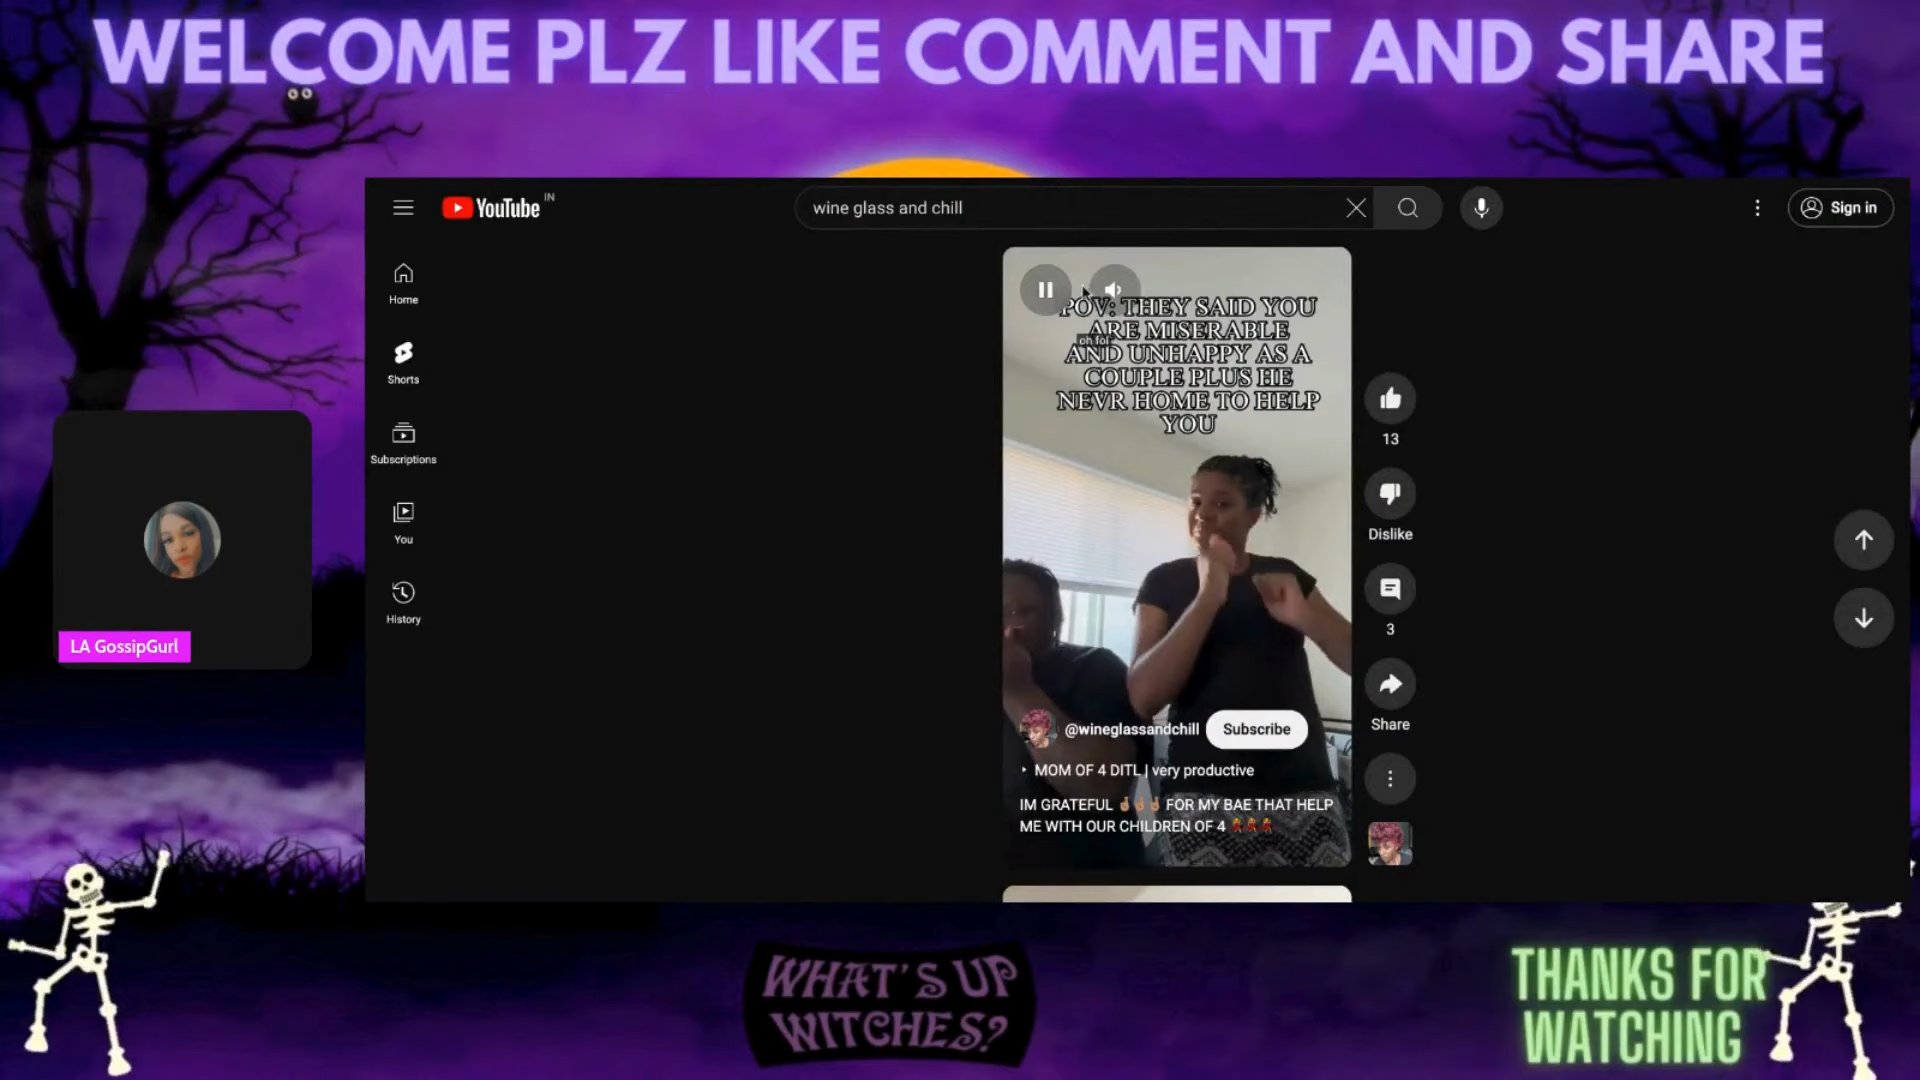 WELCOME PLZ LIKE COMMENT AND SHARE
YouTube IN
wine glass and chill
Sign in
Home
Shorts
Subscriptions
You
History
LA GossipGurl
POV: THEY SAID YOU
ARE MISERABLE
oh fol
AND UNHAPPY AS A
COUPLE PLUS HE
NEVR HOME TO HELP
YOU
13
Dislike
3
Share
@wineglassandchill
Subscribe
MOM OF 4 DITL | very productive
IM GRATEFUL 🤞🤞🤞 FOR MY BAE THAT HELP
ME WITH OUR CHILDREN OF 4 💃💃💃
WHAT'S UP
WITCHES?
THANKS FOR
WATCHING